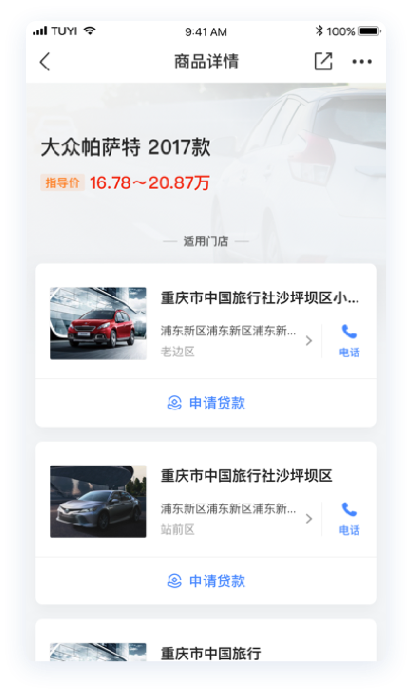 TUYI 9:41 AM 100%
商品详情
大众帕萨特 2017款
指导价 16.78～20.87万
适用门店
重庆市中国旅行社沙坪坝区小...
浦东新区浦东新区浦东新...
老边区
电话
申请贷款
重庆市中国旅行社沙坪坝区
浦东新区浦东新区浦东新...
站前区
电话
申请贷款
重庆市中国旅行